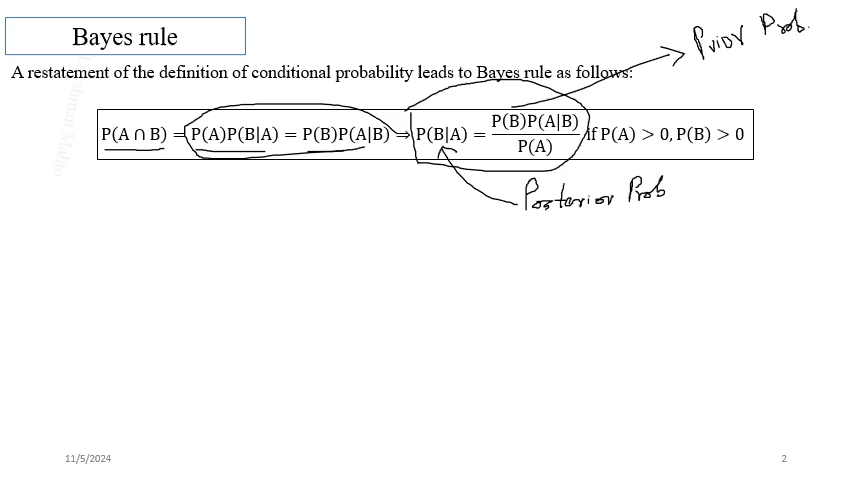 Bayes rule
Prior Prob.
A restatement of the definition of conditional probability leads to Bayes rule as follows:
P(A ∩ B) = P(A)P(B|A) = P(B)P(A|B) ⇒ P(B|A) = P(B)P(A|B) / P(A) if P(A) > 0, P(B) > 0
Posterior Prob
Mahto
11/5/2024
2